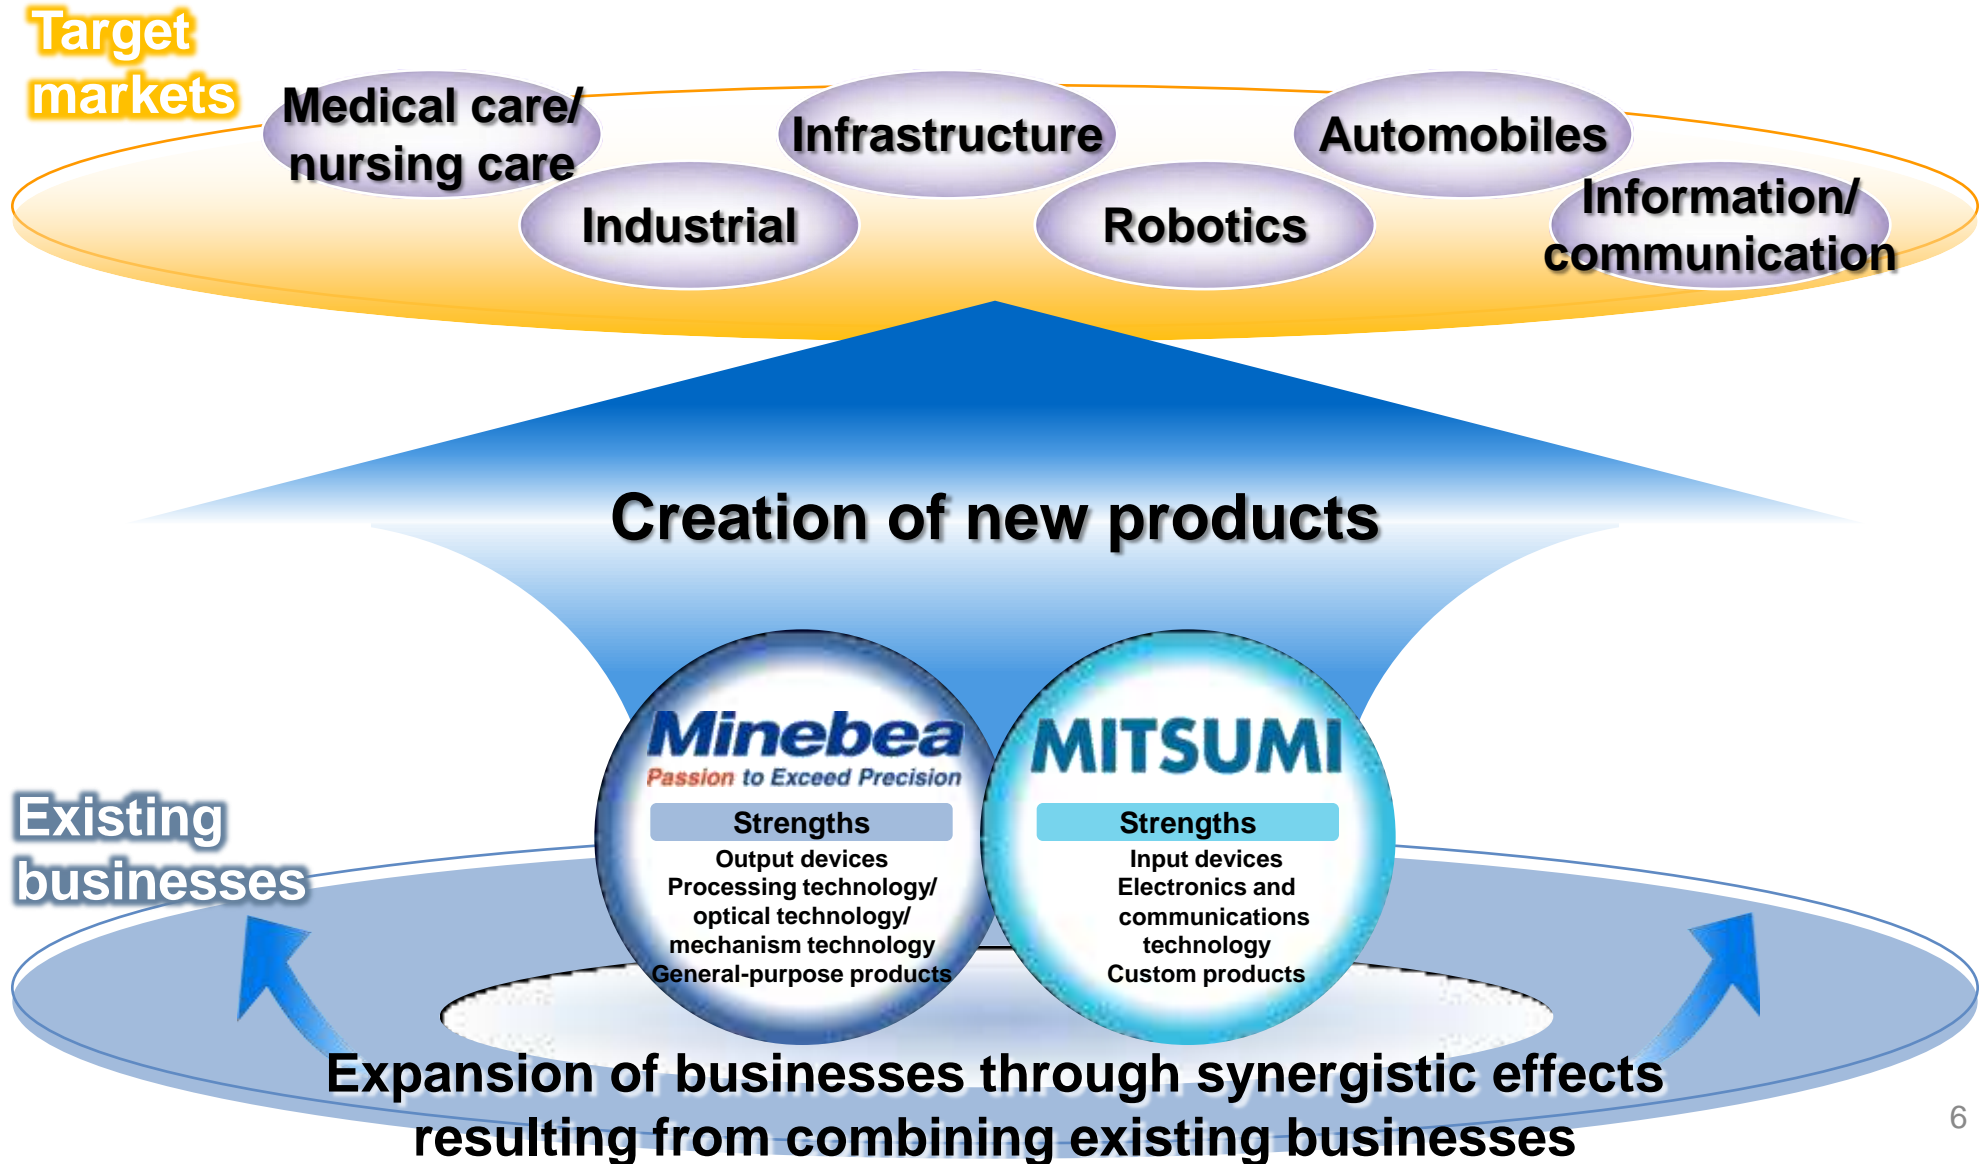 Target
markets
Medical care/
nursing care
Infrastructure
Automobiles
Industrial
Robotics
Information/
communication
Creation of new products
Minebea
Passion to Exceed Precision
Strengths
Output devices
Processing technology/
optical technology/
mechanism technology
General-purpose products
MITSUMI
Strengths
Input devices
Electronics and
communications
technology
Custom products
Existing
businesses
Expansion of businesses through synergistic effects
resulting from combining existing businesses
6